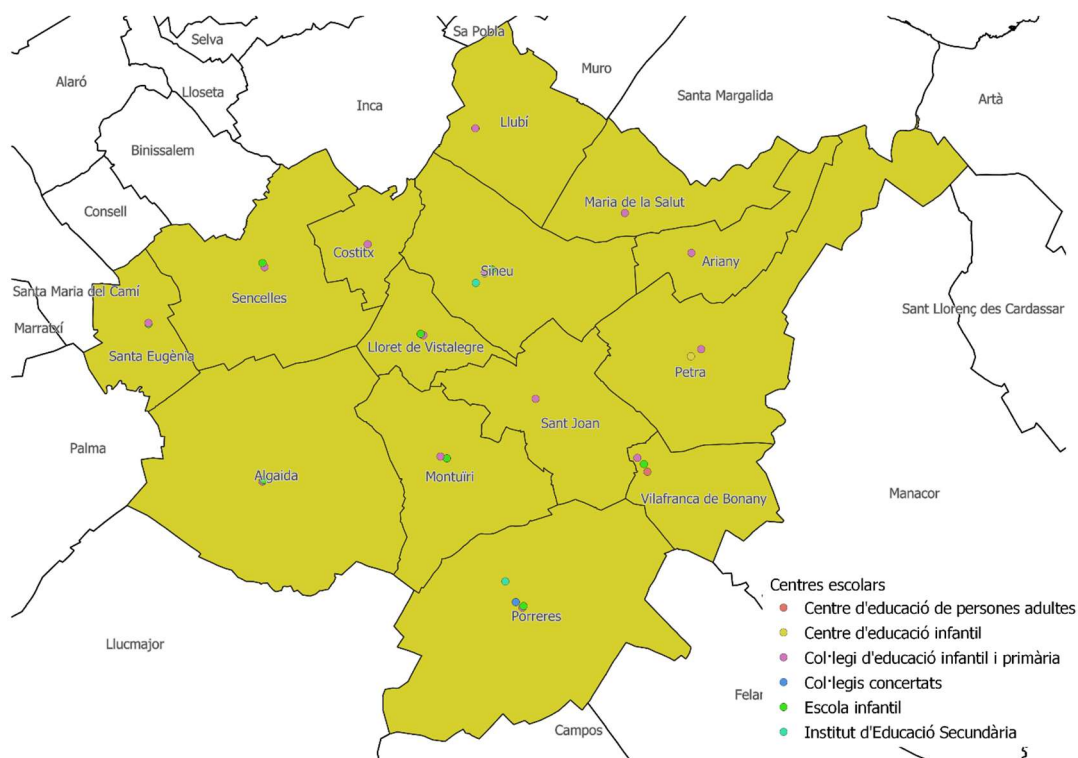 Selva
Sa Pobla
Alaró
Muro
Lloseta
Inca
Santa Margalida
Artà
Llubí
Binissalem
Maria de la Salut
Consell
Costitx
Ariany
Sineu
Santa Maria del Camí
Sencelles
Sant Llorenç des Cardassar
Marratxí
Lloret de Vistalegre
Santa Eugènia
Petra
Sant Joan
Palma
Algaida
Montuïri
Manacor
Vilafranca de Bonany
Porreres
Llucmajor
Felan
Campos
Centres escolars
Centre d'educació de persones adultes
Centre d'educació infantil
Col·legi d'educació infantil i primària
Col·legis concertats
Escola infantil
Institut d'Educació Secundària